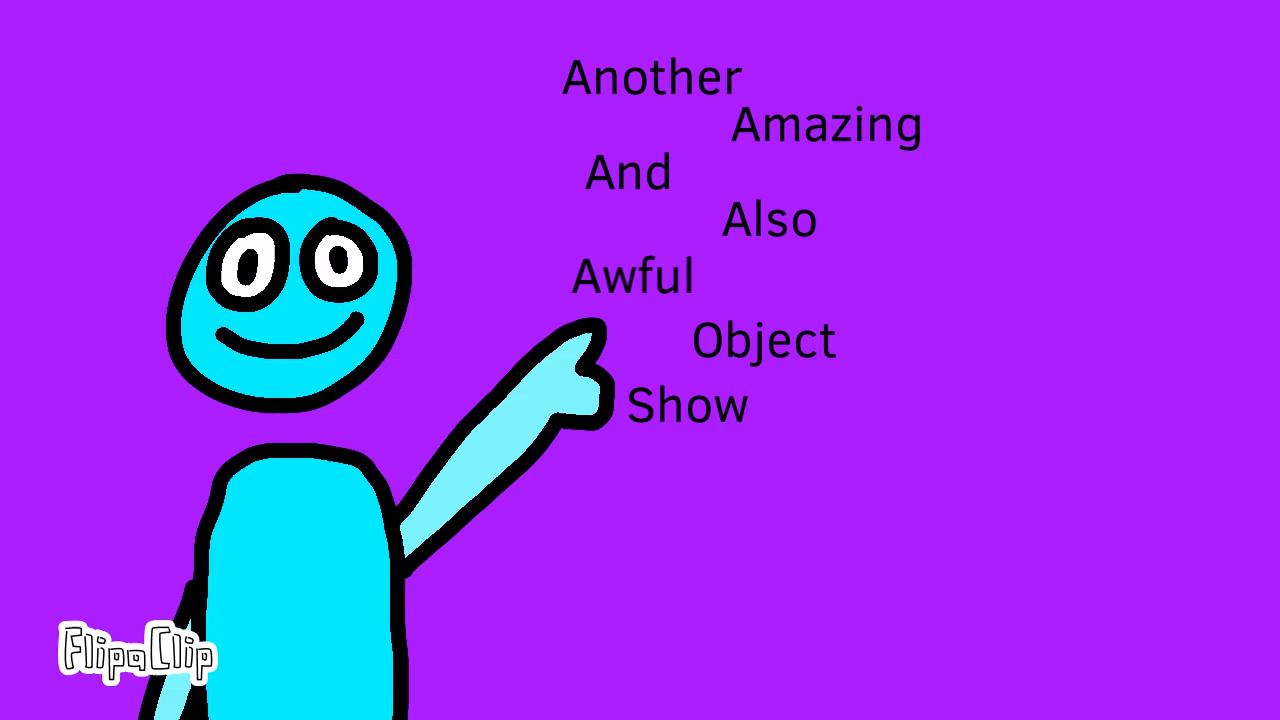 Another
Amazing
And
Also
Awful
Object
Show
FlipaClip